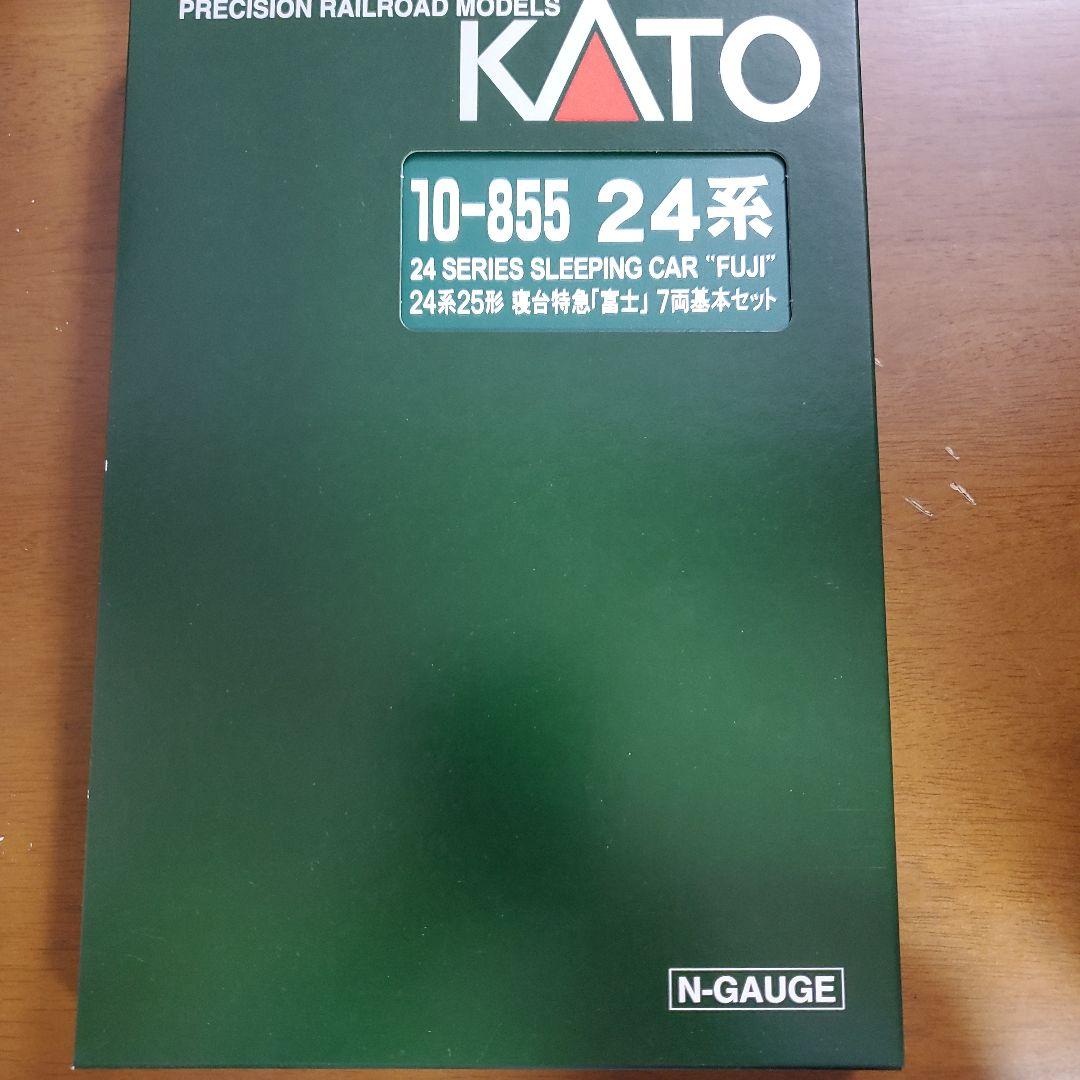 PRECISION RAILROAD MODELS
KATO
10-855 24系
24 SERIES SLEEPING CAR "FUJI"
24系25形 寝台特急「富士」 7両基本セット
N-GAUGE